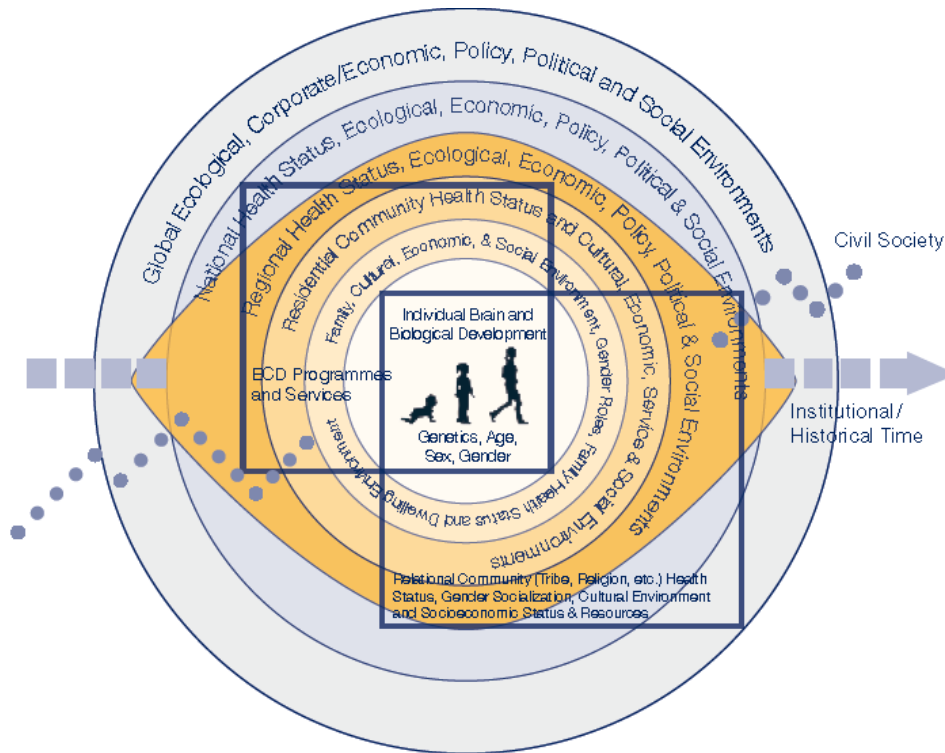 Global Ecological, Corporate/Economic, Policy, Political and Social Environments
National Health Status, Ecological, Economic, Policy, Political & Social Environments
Regional Health Status, Ecological, Economic, Policy, Political & Social Environments
Residential Community Health Status and Cultural, Economic, Service & Social Environments
Family, Cultural, Economic, & Social Environment, Gender Roles, Family Health Status and Dwelling Environment
Civil Society
Individual Brain and
Biological Development
ECD Programmes
and Services
Institutional /
Historical Time
Genetics, Age,
Sex, Gender
Relational Community (Tribe, Religion, etc.) Health
Status, Gender Socialization, Cultural Environment
and Socioeconomic Status & Resources